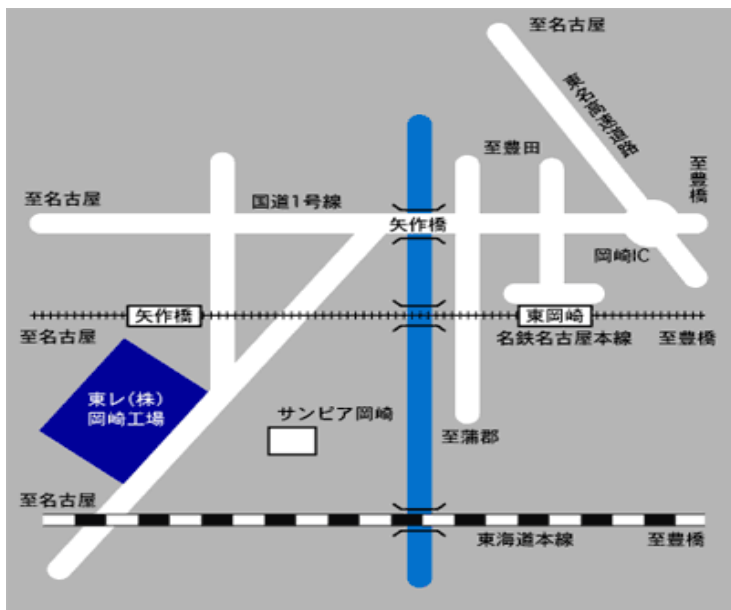 至名古屋
東名高速道路
至豊田
至豊橋
至名古屋
国道1号線
矢作橋
岡崎IC
矢作橋
東岡崎
至名古屋
名鉄名古屋本線
至豊橋
東レ(株)
岡崎工場
サンピア岡崎
至蒲郡
至名古屋
東海道本線
至豊橋